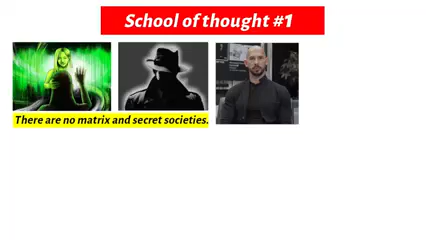 School of thought #1
There are no matrix and secret societies.